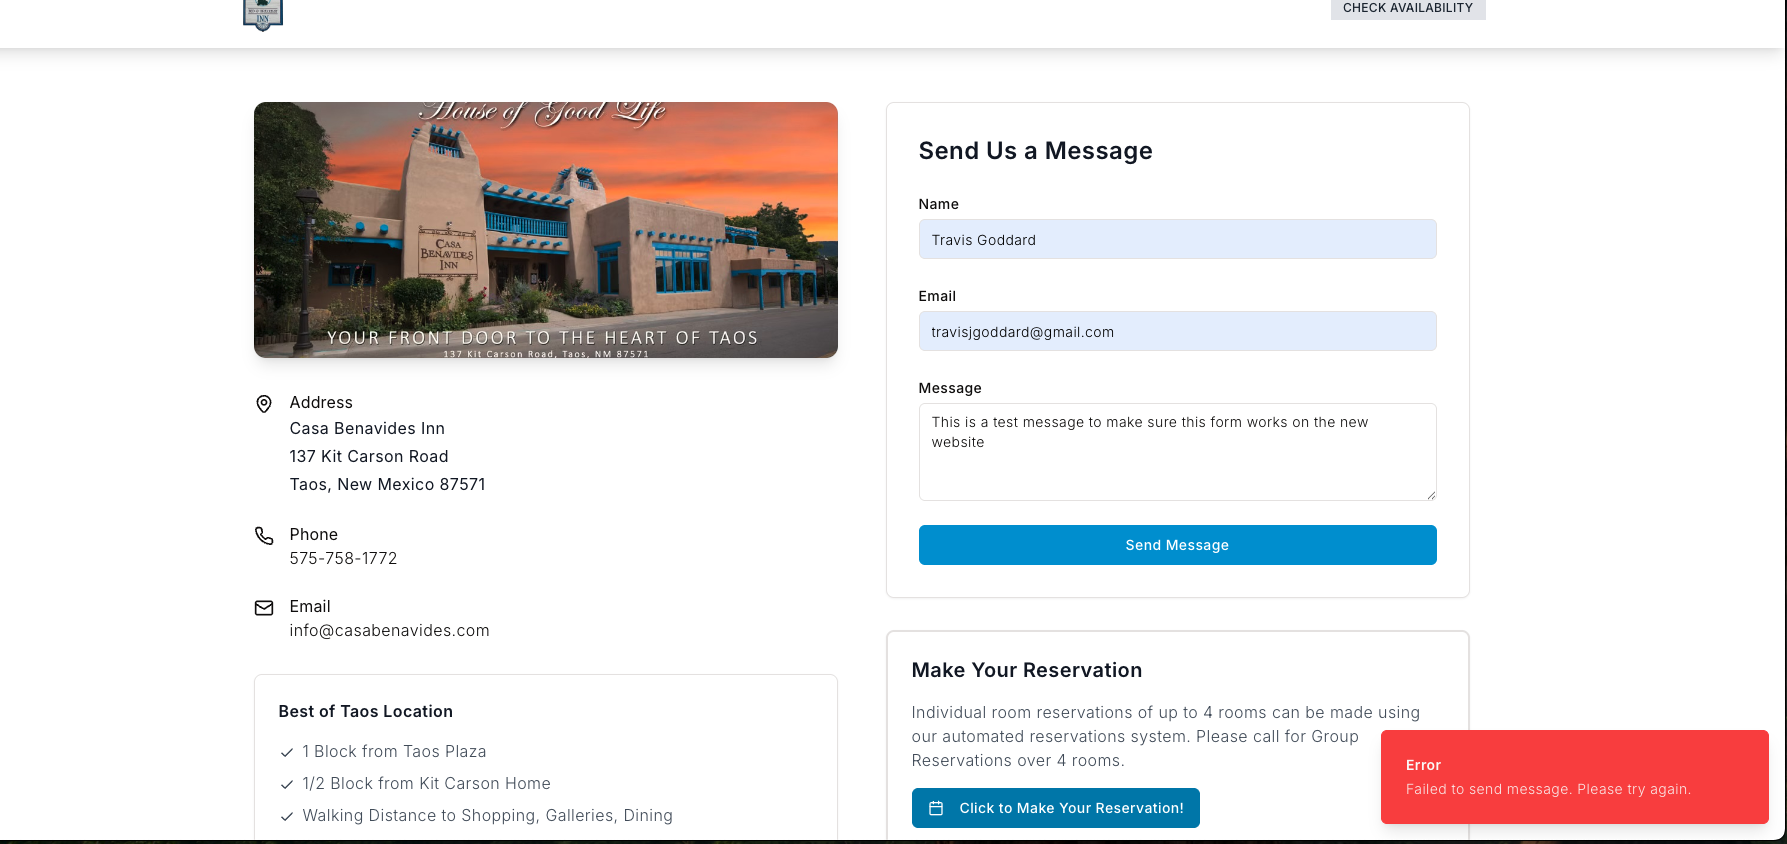 INN
CHECK AVAILABILITY
House of Good Life
CASA
BENAVIDES
INN
YOUR FRONT DOOR TO THE HEART OF TAOS
137 Kit Carson Road, Taos, NM 87571
Address
Casa Benavides Inn
137 Kit Carson Road
Taos, New Mexico 87571
Phone
575-758-1772
Email
info@casabenavides.com
Best of Taos Location
1 Block from Taos Plaza
1/2 Block from Kit Carson Home
Walking Distance to Shopping, Galleries, Dining
Send Us a Message
Name
Travis Goddard
Email
travisjgoddard@gmail.com
Message
This is a test message to make sure this form works on the new
website
Send Message
Make Your Reservation
Individual room reservations of up to 4 rooms can be made using
our automated reservations system. Please call for Group
Reservations over 4 rooms.
Click to Make Your Reservation!
Error
Failed to send message. Please try again.